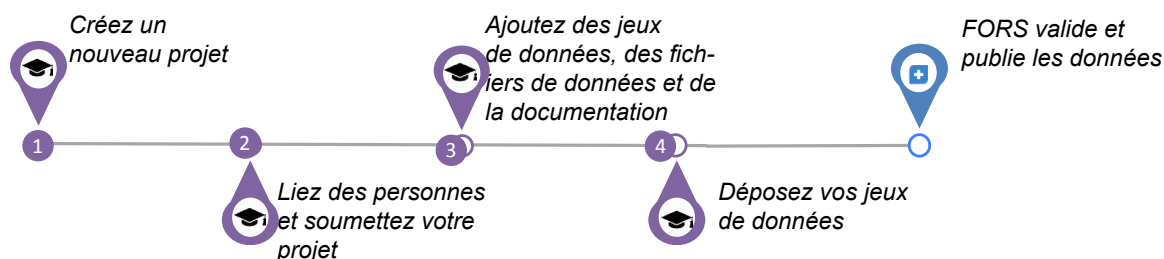 Créez un
nouveau projet
Ajoutez des jeux
de données, des fich-
iers de données et de
la documentation
FORS valide et
publie les données
1
2
3
4
Liez des personnes
et soumettez votre
projet
Déposez vos jeux
de données